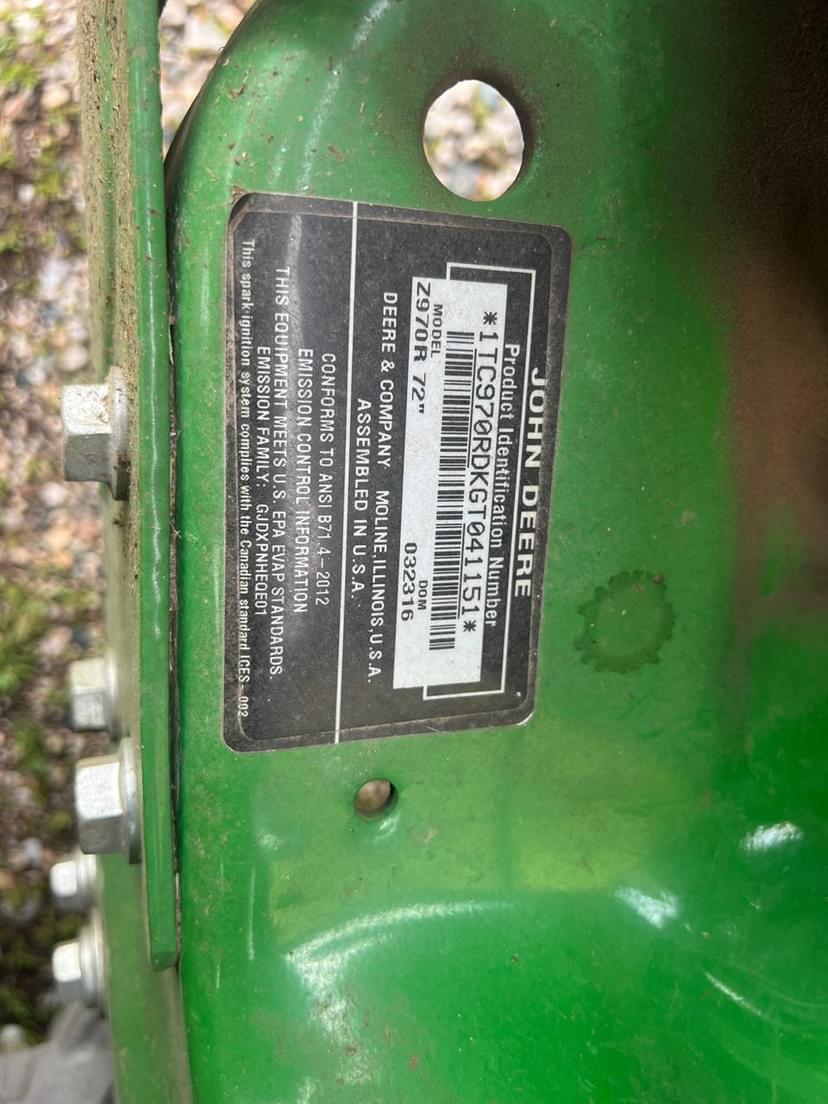 JOHN DEERE
Product Identification Number
*1TC970RDKGT041151*
MODEL DOM
Z970R 72" 032316
DEERE & COMPANY MOLINE, ILLINOIS, U.S.A.
ASSEMBLED IN U.S.A.
CONFORMS TO ANSI B71.4-2012
EMISSION CONTROL INFORMATION
THIS EQUIPMENT MEETS U.S. EPA EVAP STANDARDS.
EMISSION FAMILY: GJDXPNHEQE01
This spark ignition system complies with the Canadian standard ICES-002